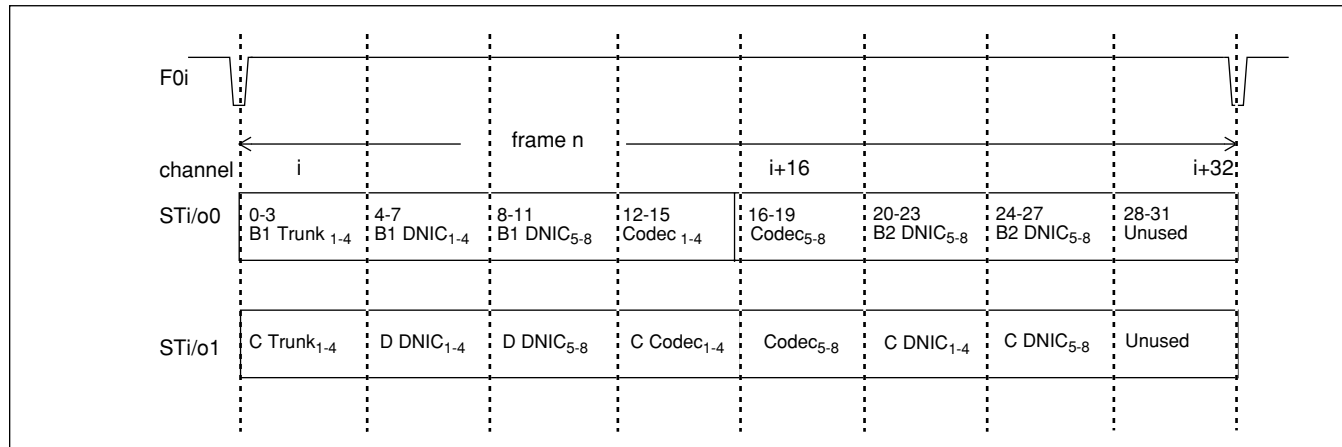 F0i
frame n
channel i i+16 i+32
STi/o0
0-3
B1 Trunk 1-4
4-7
B1 DNIC1-4
8-11
B1 DNIC5-8
12-15
Codec 1-4
16-19
Codec5-8
20-23
B2 DNIC5-8
24-27
B2 DNIC5-8
28-31
Unused
STi/o1
C Trunk1-4
D DNIC1-4
D DNIC5-8
C Codec1-4
Codec5-8
C DNIC1-4
C DNIC5-8
Unused